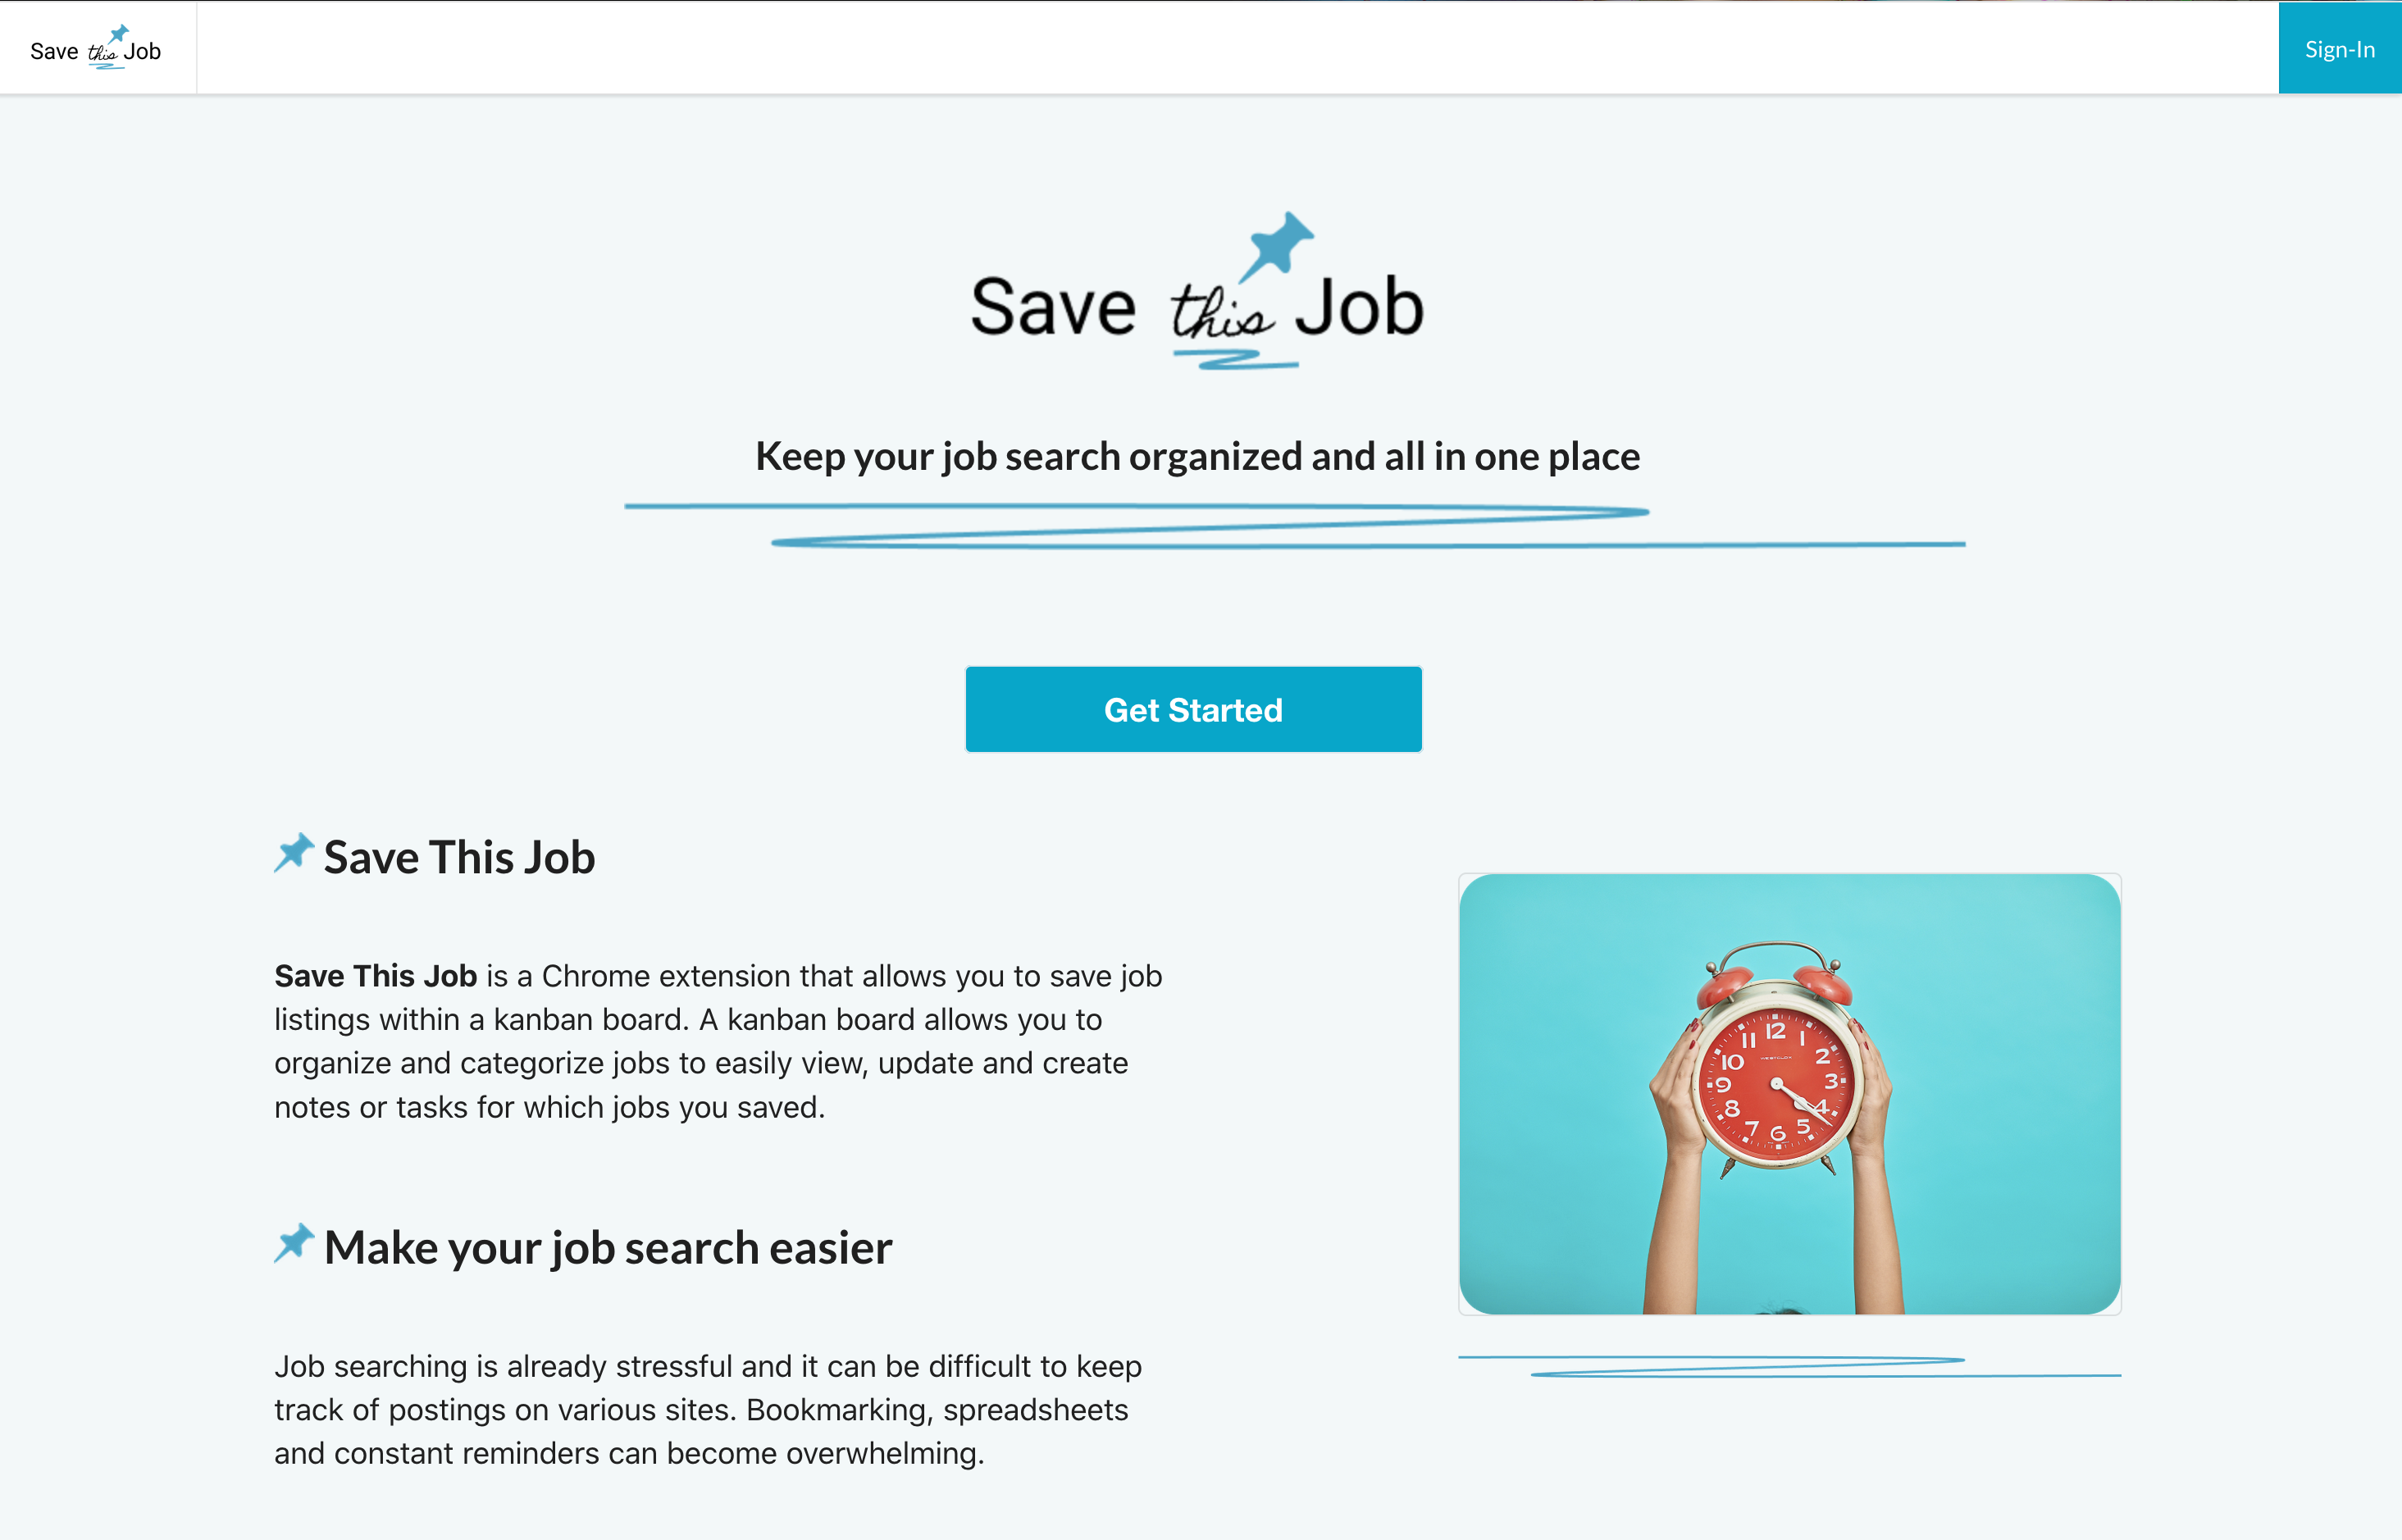 Save this Job
Sign-In
Save this Job
Keep your job search organized and all in one place
Get Started
Save This Job
Save This Job is a Chrome extension that allows you to save job
listings within a kanban board. A kanban board allows you to
organize and categorize jobs to easily view, update and create
notes or tasks for which jobs you saved.
Make your job search easier
Job searching is already stressful and it can be difficult to keep
track of postings on various sites. Bookmarking, spreadsheets
and constant reminders can become overwhelming.
12
1
2
3
4
5
6
7
8
9
10
11
WESTCLOX